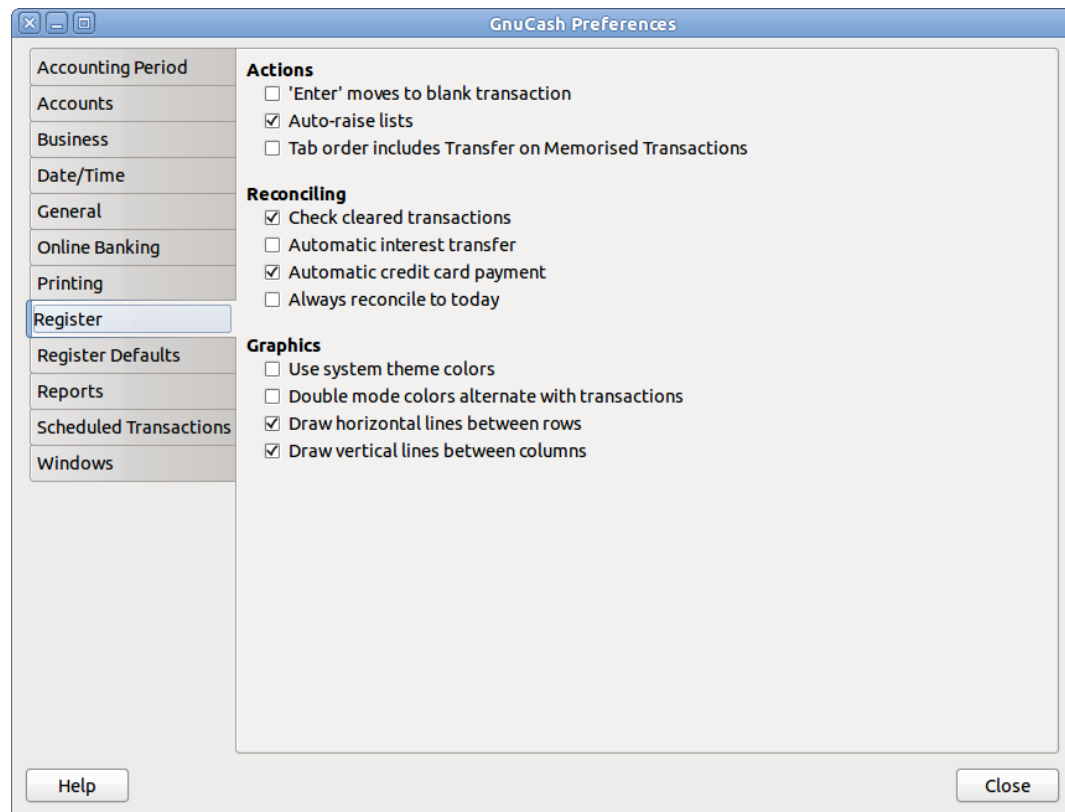 GnuCash Preferences
Accounting Period
Accounts
Business
Date/Time
General
Online Banking
Printing
Register
Register Defaults
Reports
Scheduled Transactions
Windows
Actions
'Enter' moves to blank transaction
Auto-raise lists
Tab order includes Transfer on Memorised Transactions
Reconciling
Check cleared transactions
Automatic interest transfer
Automatic credit card payment
Always reconcile to today
Graphics
Use system theme colors
Double mode colors alternate with transactions
Draw horizontal lines between rows
Draw vertical lines between columns
Help
Close